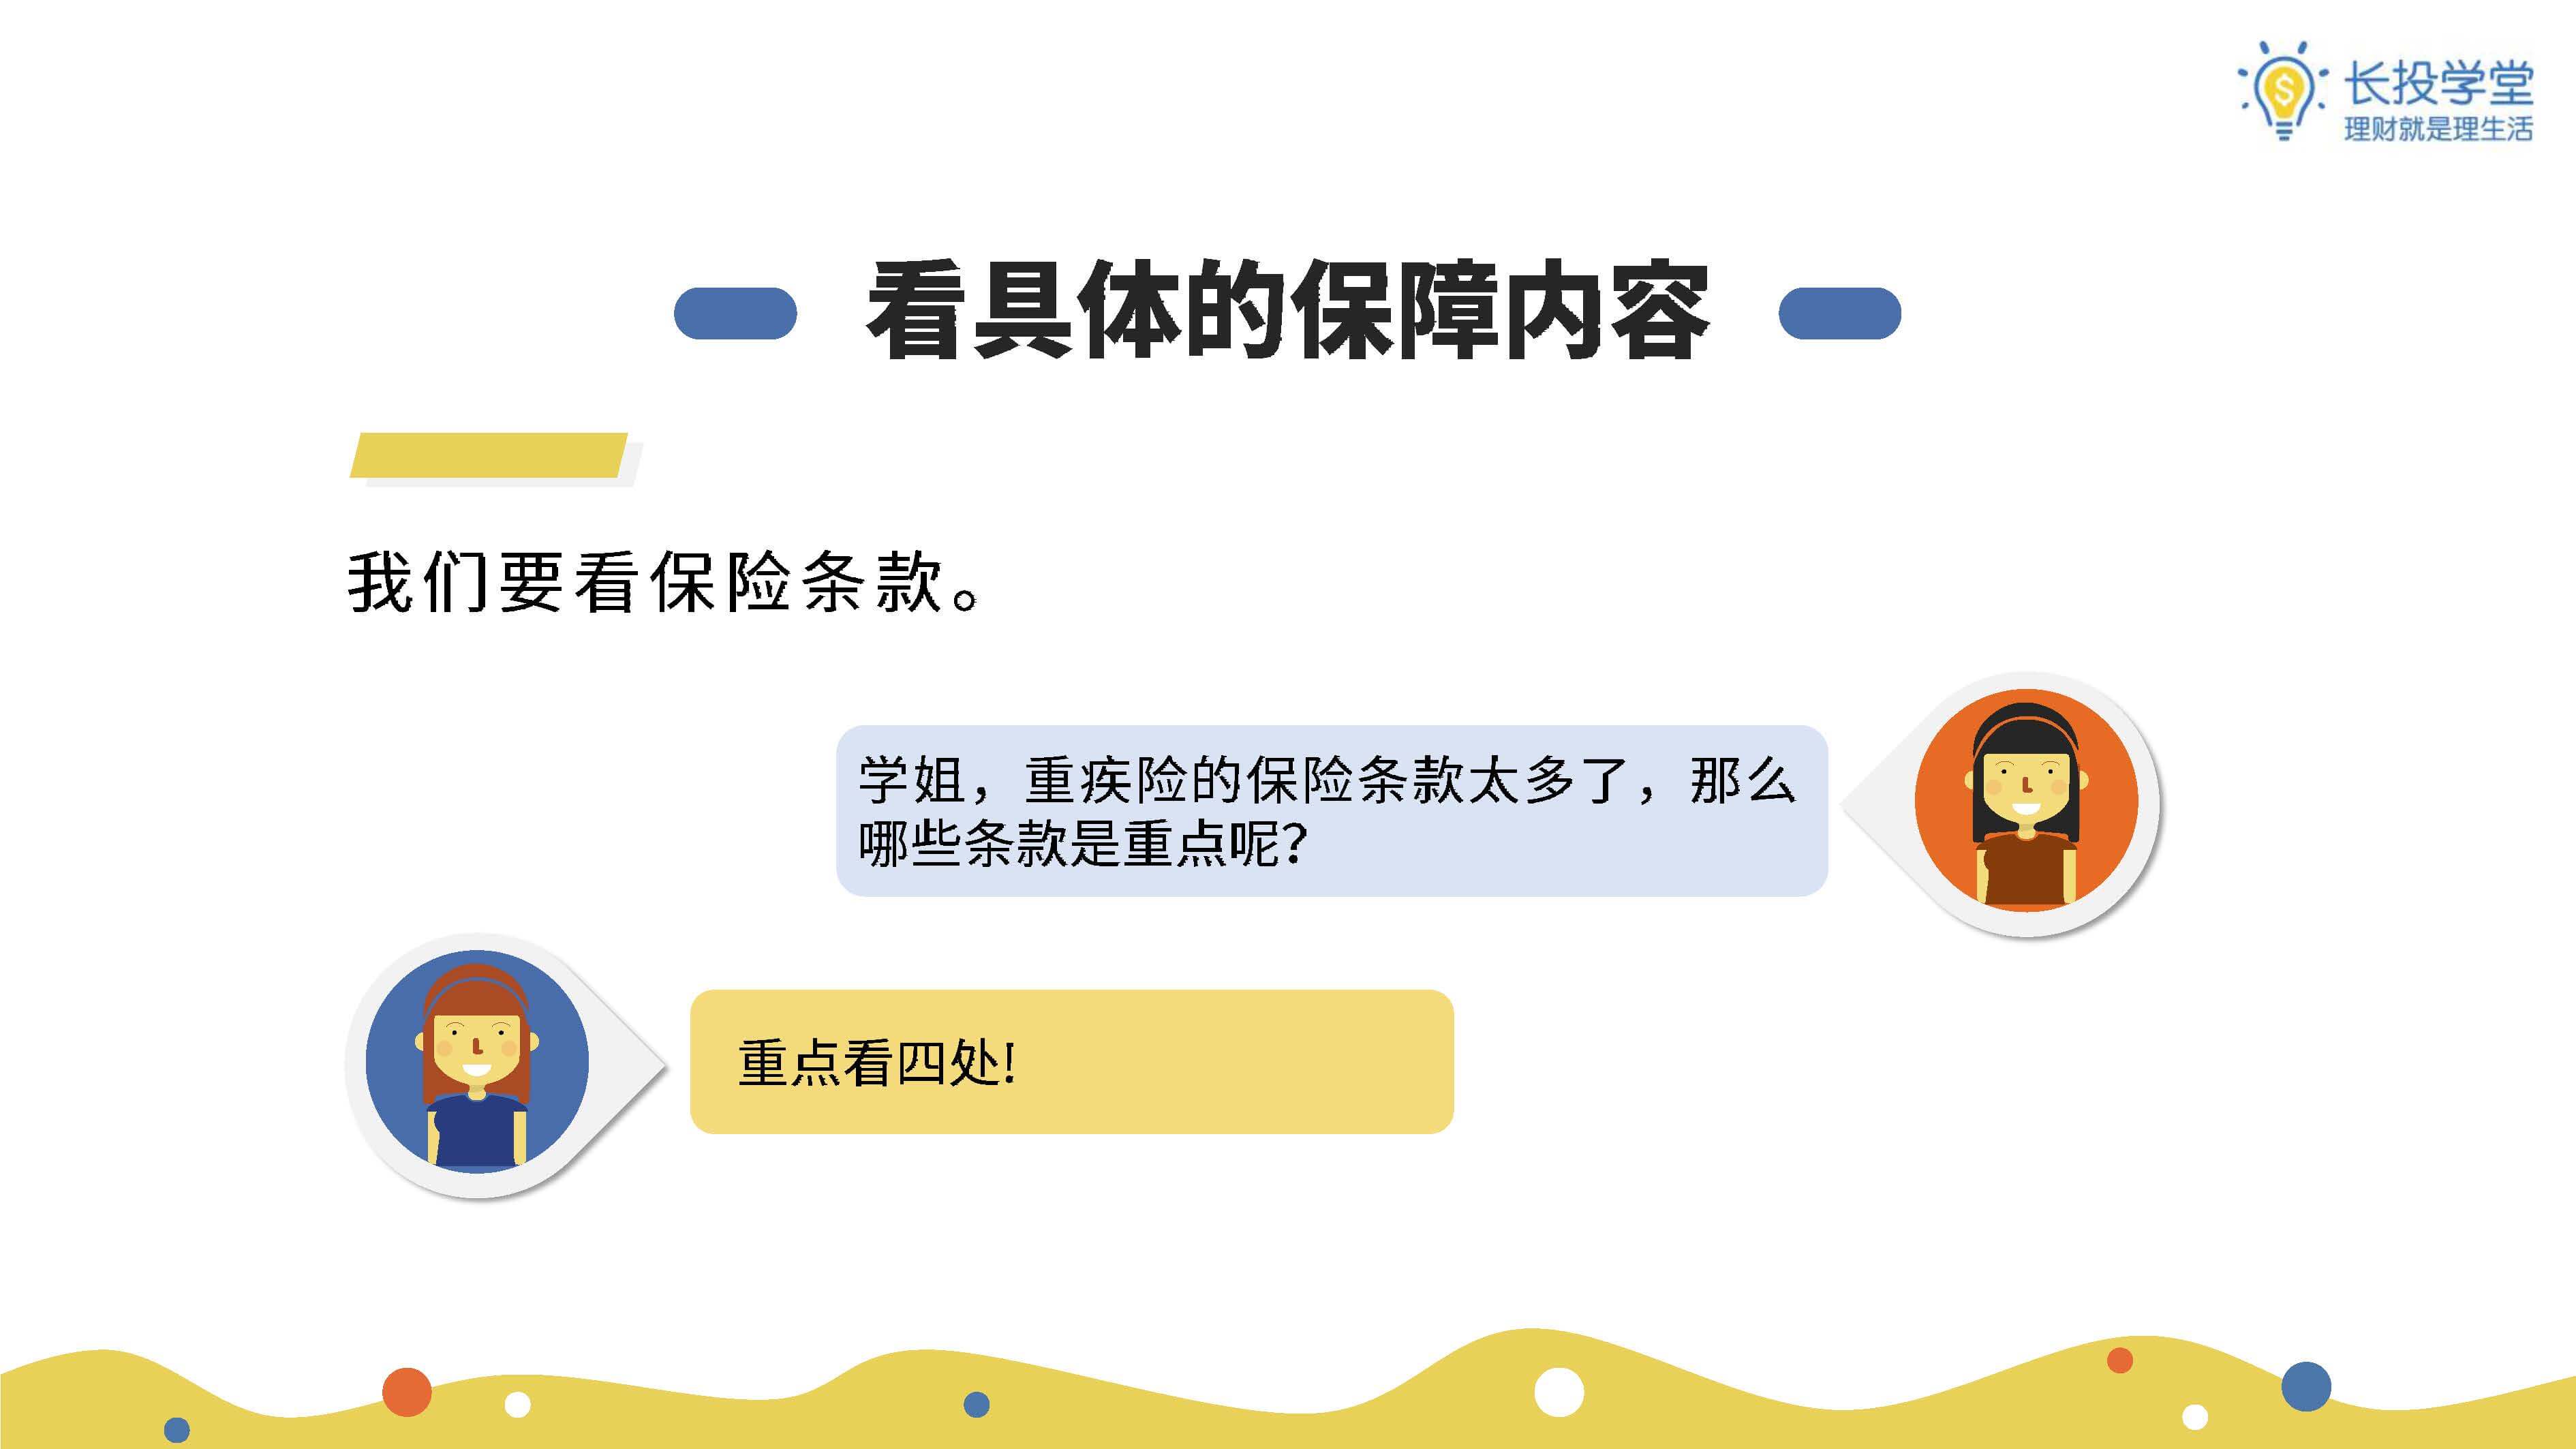 长投学堂
理财就是理生活
看具体的保障内容
我们要看保险条款。
学姐，重疾险的保险条款太多了，那么
哪些条款是重点呢？
重点看四处！